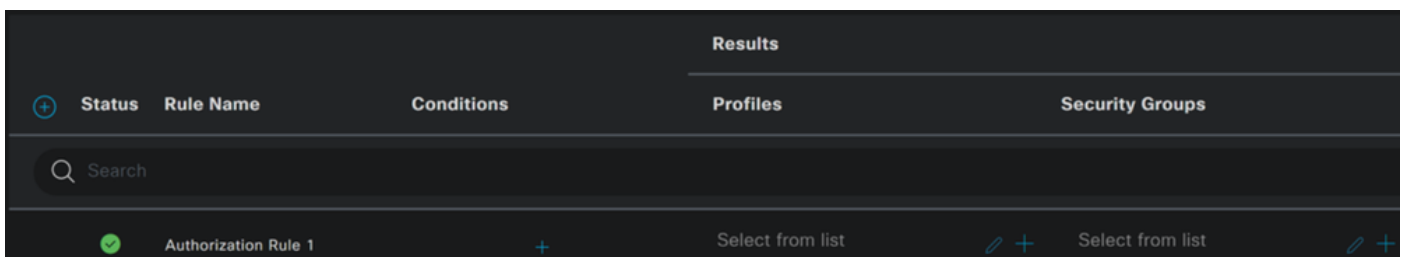 Results
Status Rule Name Conditions Profiles Security Groups
Search
Authorization Rule 1 Select from list Select from list